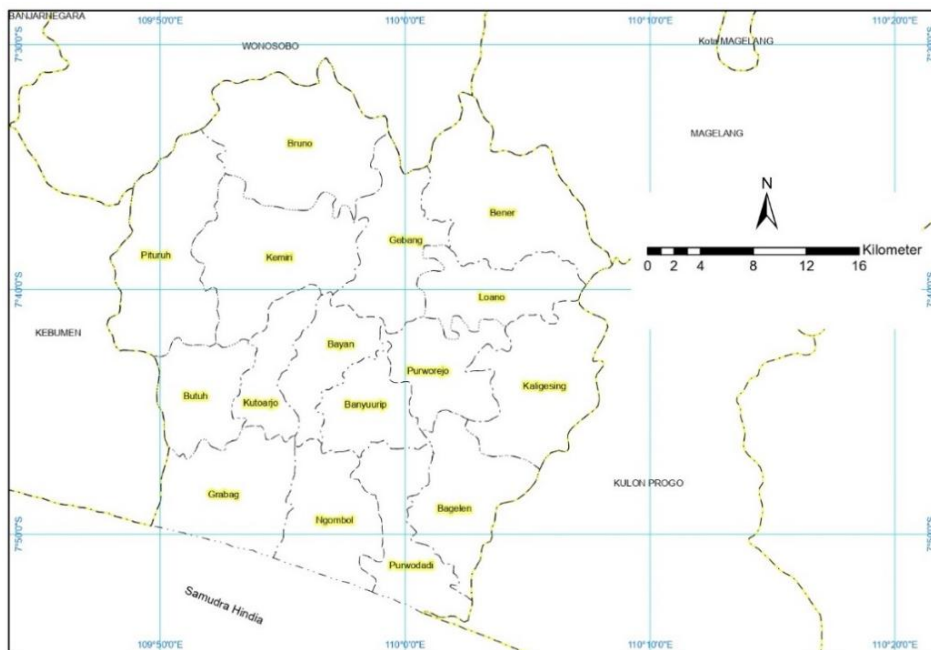 BANJARNEGARA
109°50'0"E
110°0'0"E
110°10'0"E
110°20'0"E
7°30'0"S
7°30'0"S
WONOSOBO
Kota MAGELANG
MAGELANG
Bruno
N
Bener
Gebang
Pituruh
Kemiri
Kilometer
0 2 4 8 12 16
7°40'0"S
7°40'0"S
Loano
KEBUMEN
Bayan
Purworejo
Kaligesing
Butuh
Kutoarjo
Banyuurip
KULON PROGO
Grabag
Bagelen
Ngombol
7°50'0"S
7°50'0"S
Purwodadi
Samudra Hindia
109°50'0"E
110°0'0"E
110°10'0"E
110°20'0"E